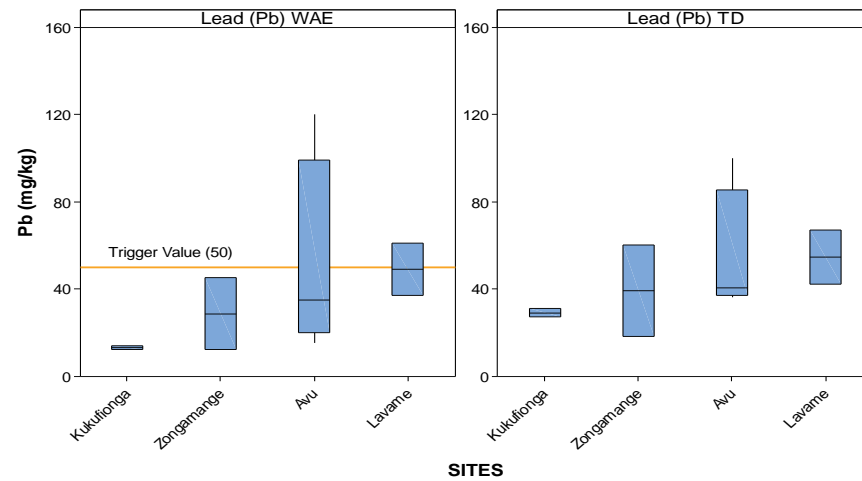 Lead (Pb) WAE
Lead (Pb) TD
160
120
80
40
0
160
120
80
40
0
Pb (mg/kg)
Trigger Value (50)
Kukufionga
Zongamange
Avu
Lavame
Kukufionga
Zongamange
Avu
Lavame
SITES